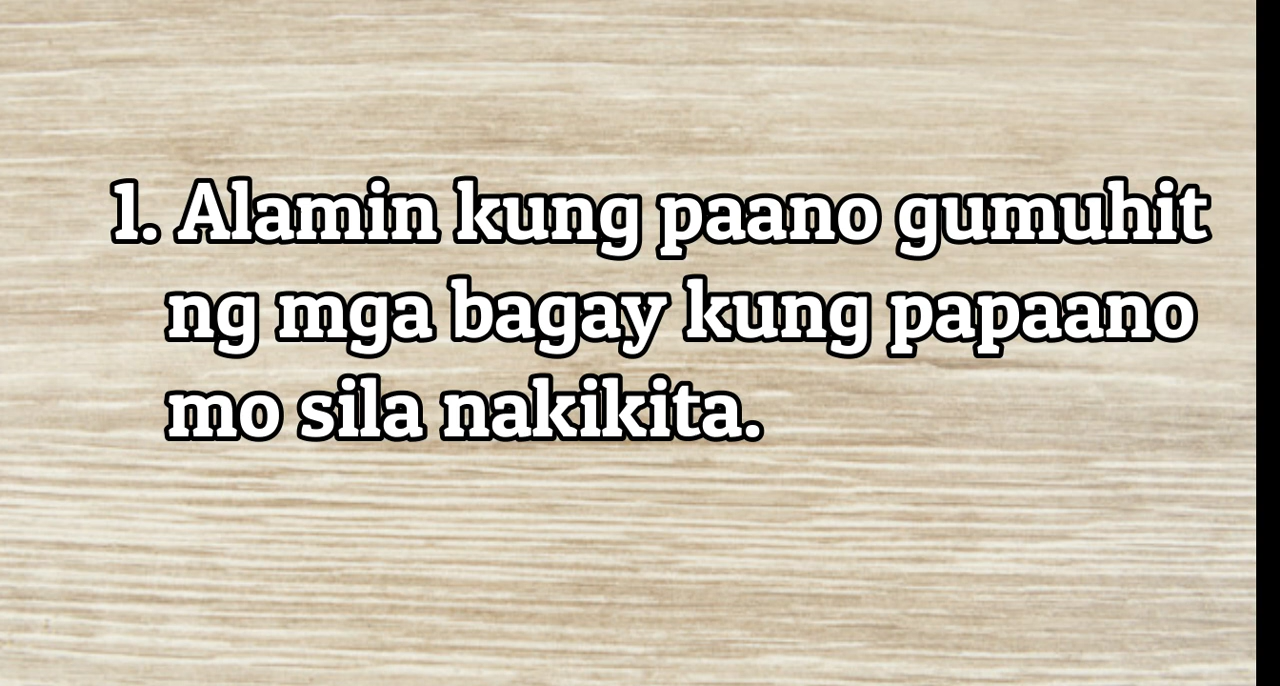 1. Alamin kung paano gumuhit
ng mga bagay kung papaano
mo sila nakikita.